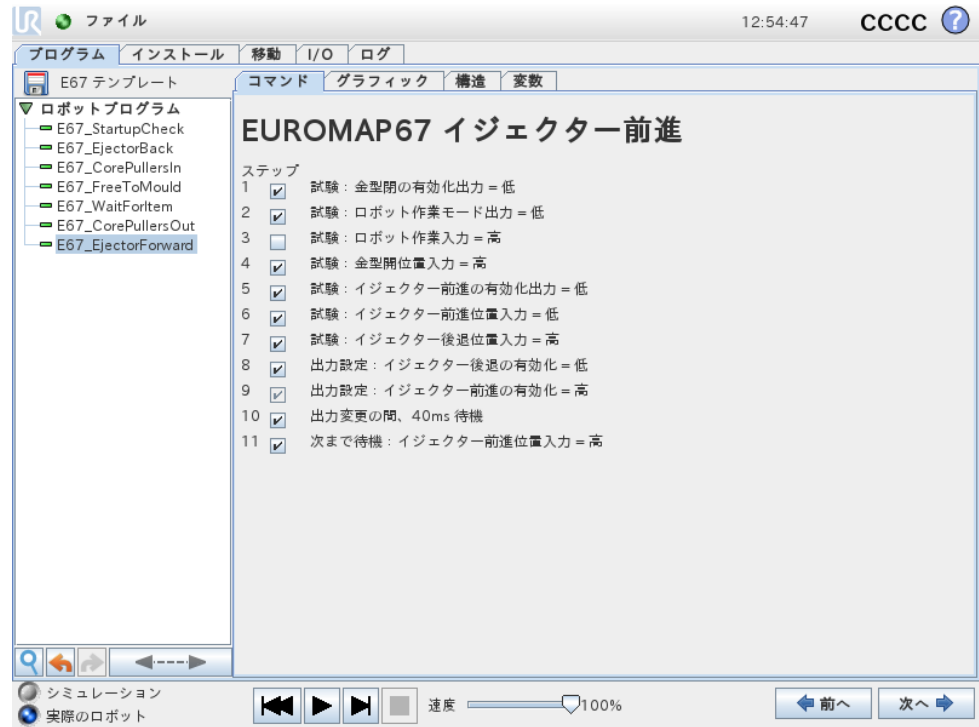 UR ファイル 12:54:47 CCCC ?
プログラム インストール 移動 I/O ログ
E67 テンプレート
コマンド グラフィック 構造 変数
ロボットプログラム
E67_StartupCheck
E67_EjectorBack
E67_CorePullersIn
E67_FreeToMould
E67_WaitForItem
E67_CorePullersOut
E67_EjectorForward
EUROMAP67 イジェクター前進
ステップ
1 試験：金型閉の有効化出力 = 低
2 試験：ロボット作業モード出力 = 低
3 試験：ロボット作業入力 = 高
4 試験：金型開位置入力 = 高
5 試験：イジェクター前進の有効化出力 = 低
6 試験：イジェクター前進位置入力 = 低
7 試験：イジェクター後退位置入力 = 高
8 出力設定：イジェクター後退の有効化 = 低
9 出力設定：イジェクター前進の有効化 = 高
10 出力変更の間、40ms 待機
11 次まで待機：イジェクター前進位置入力 = 高
シミュレーション
実際のロボット
速度 100%
前へ 次へ